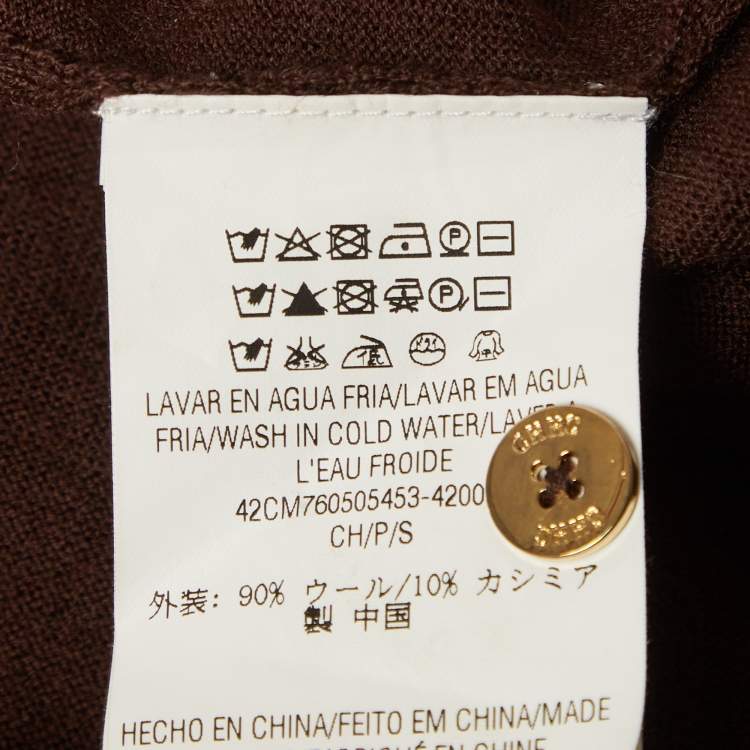 LAVAR EN AGUA FRIA/LAVAR EM AGUA
FRIA/WASH IN COLD WATER/LAVER A
L'EAU FROIDE
42CM760505453-4200
CH/P/S
CHRO
CHRO
外装: 90% ウール/10% カシミア
製 中国
HECHO EN CHINA/FEITO EM CHINA/MADE